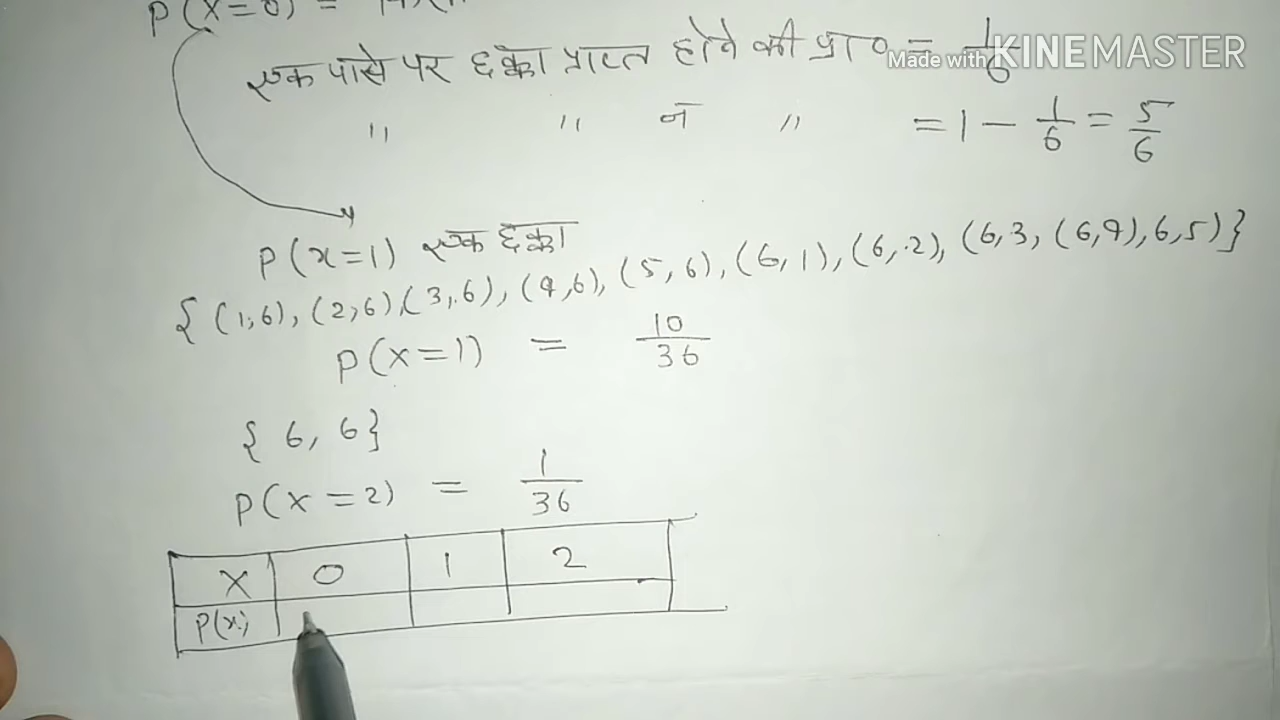 P(X=0) =
एक पासे पर छक्का प्राप्त होने की प्रा० = 1/6
Made with KINEMASTER
" " न " = 1 - 1/6 = 5/6
P(x=1) एक छक्का
{ (1,6), (2,6), (3,6), (4,6), (5,6), (6,1), (6,2), (6,3, (6,4), 6,5) }
P(X=1) = 10/36
{ 6, 6 }
P(X=2) = 1/36
X 0 1 2
P(x)